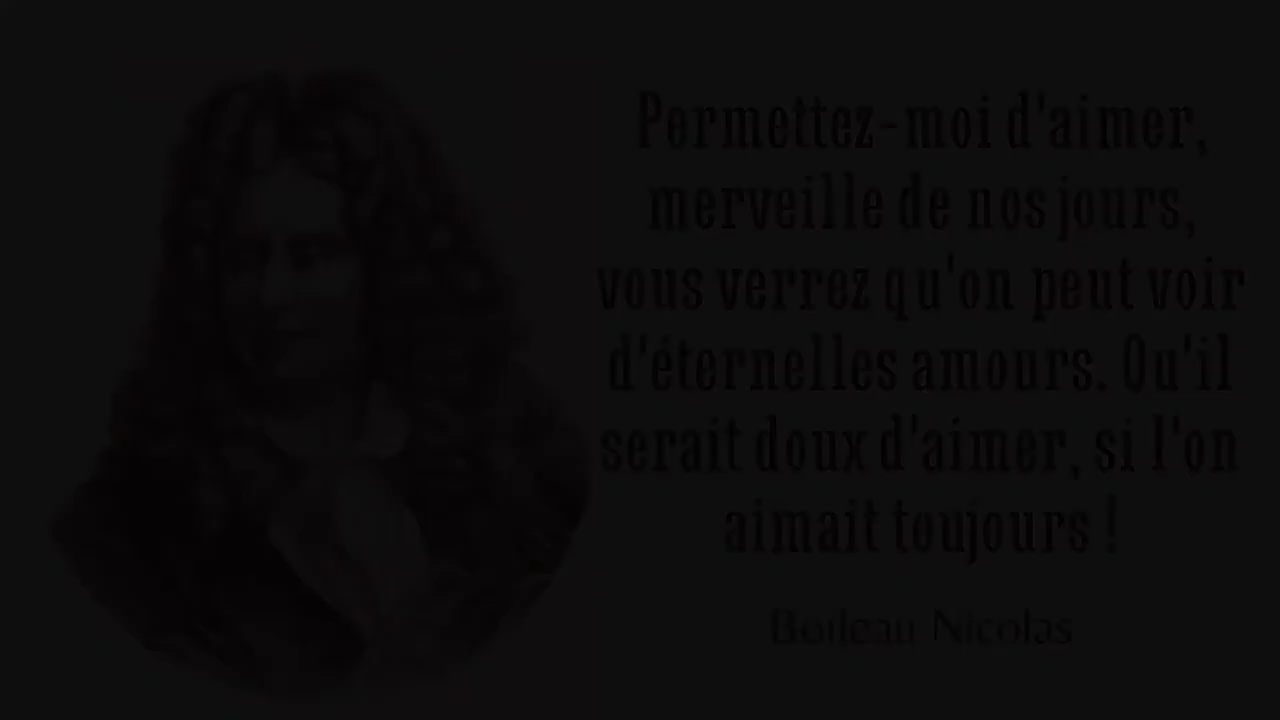 Permettez-moi d'aimer,
merveille de nos jours,
vous verrez qu'on peut voir
d'éternelles amours. Qu'il
serait doux d'aimer, si l'on
aimait toujours !
Boileau Nicolas